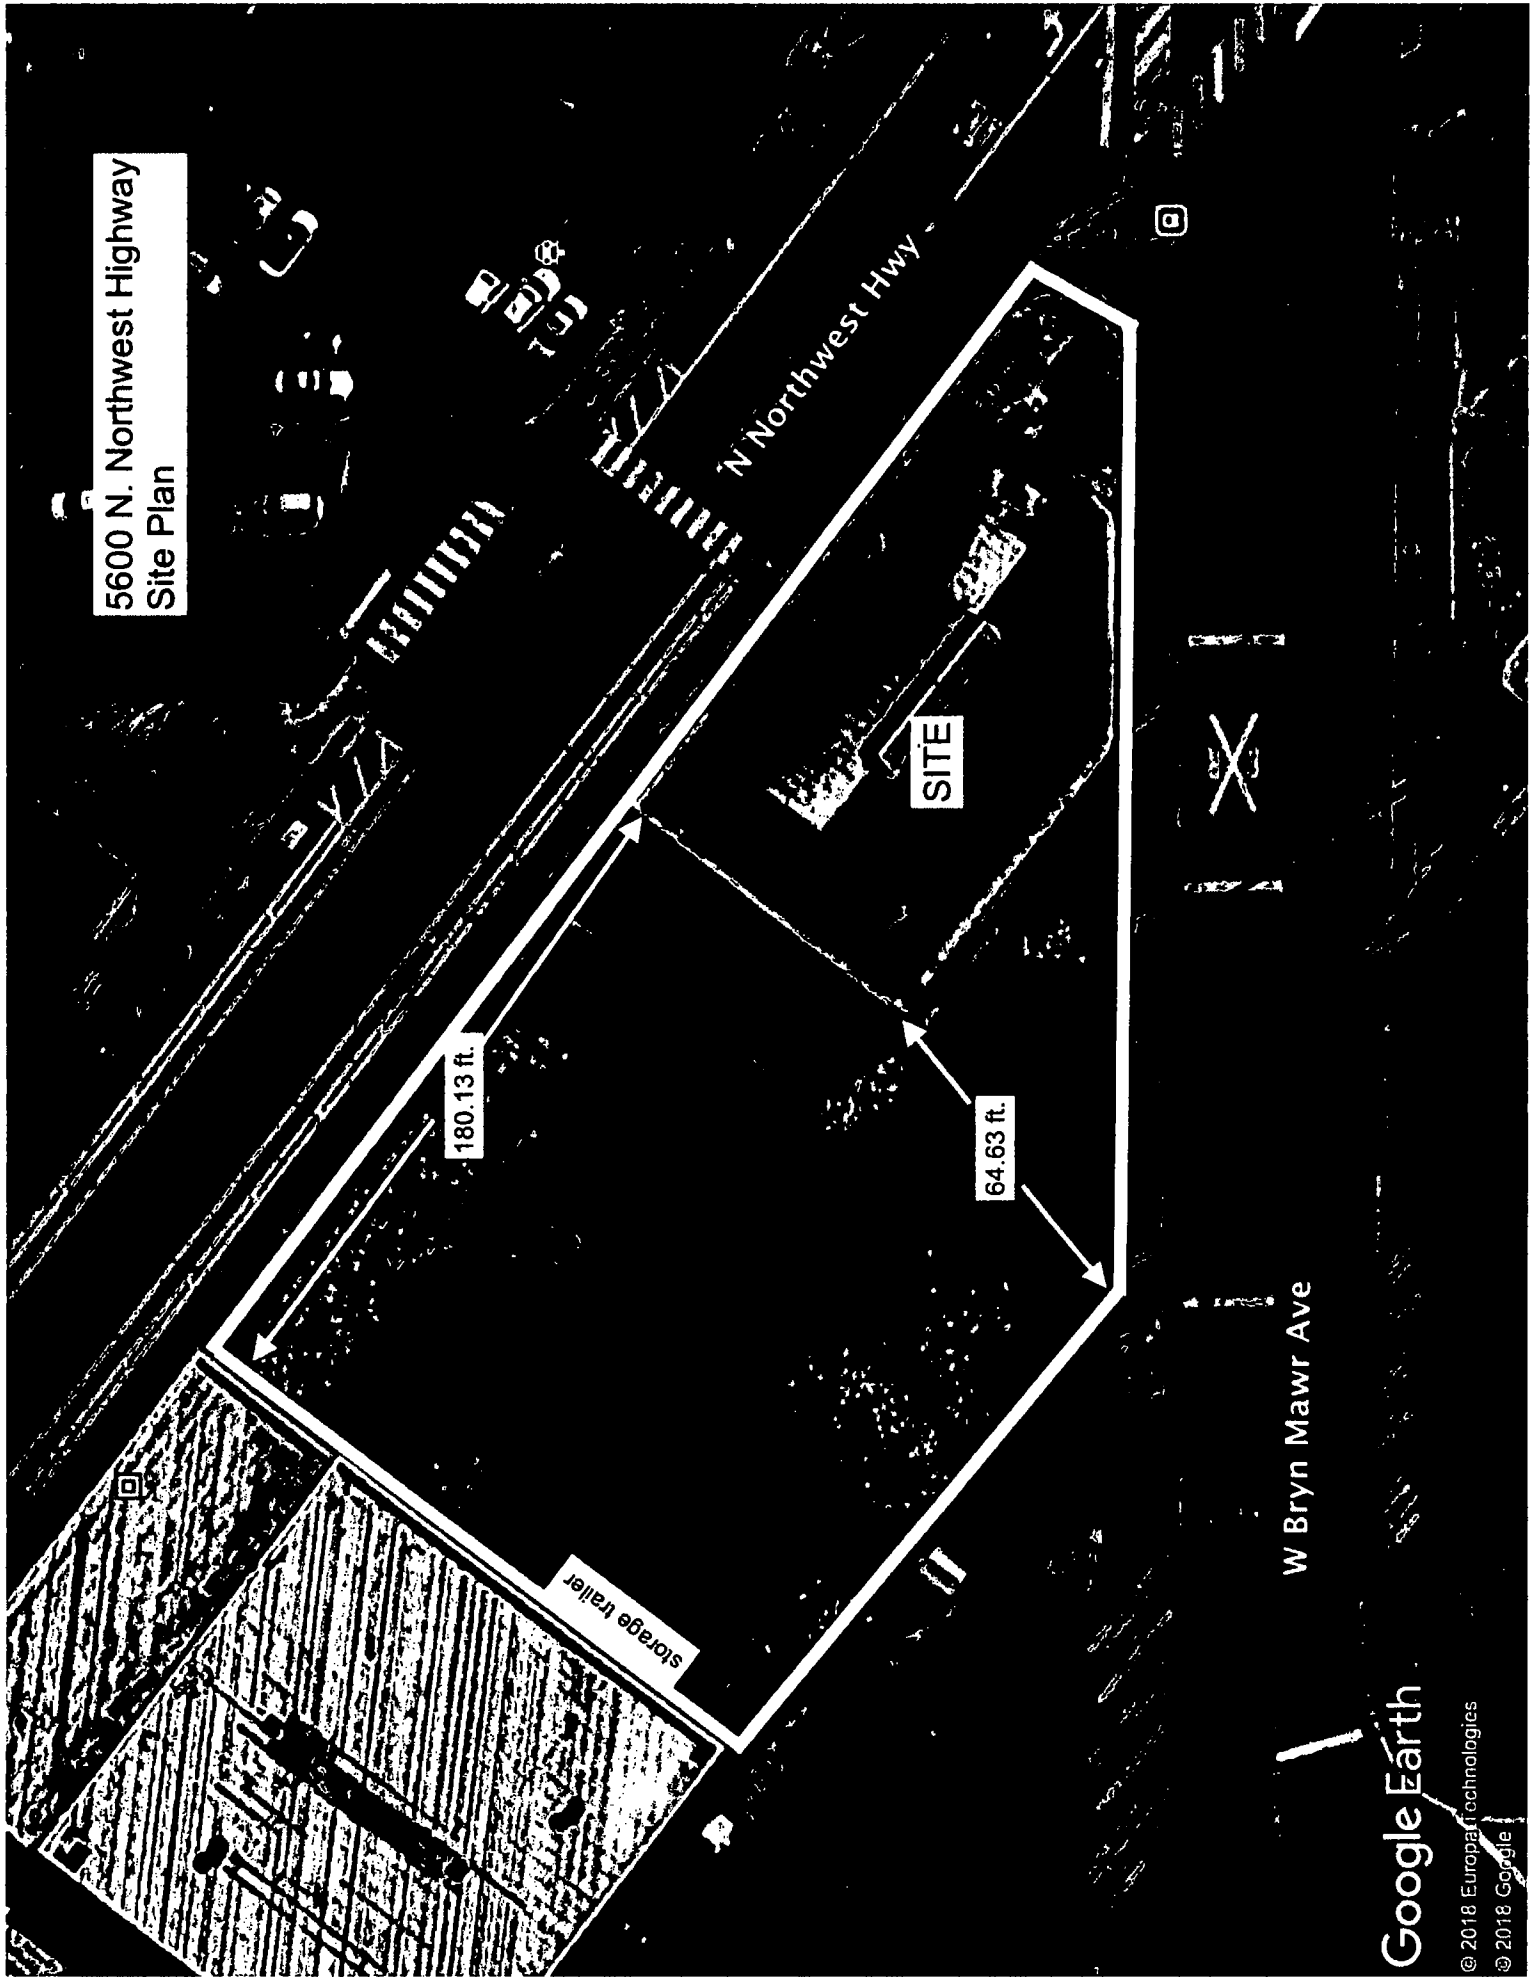 5600 N. Northwest Highway
Site Plan
N Northwest Hwy
180.13 ft.
SITE
64.63 ft.
storage trailer
W Bryn Mawr Ave
Google Earth
© 2018 Europa Technologies
© 2018 Google